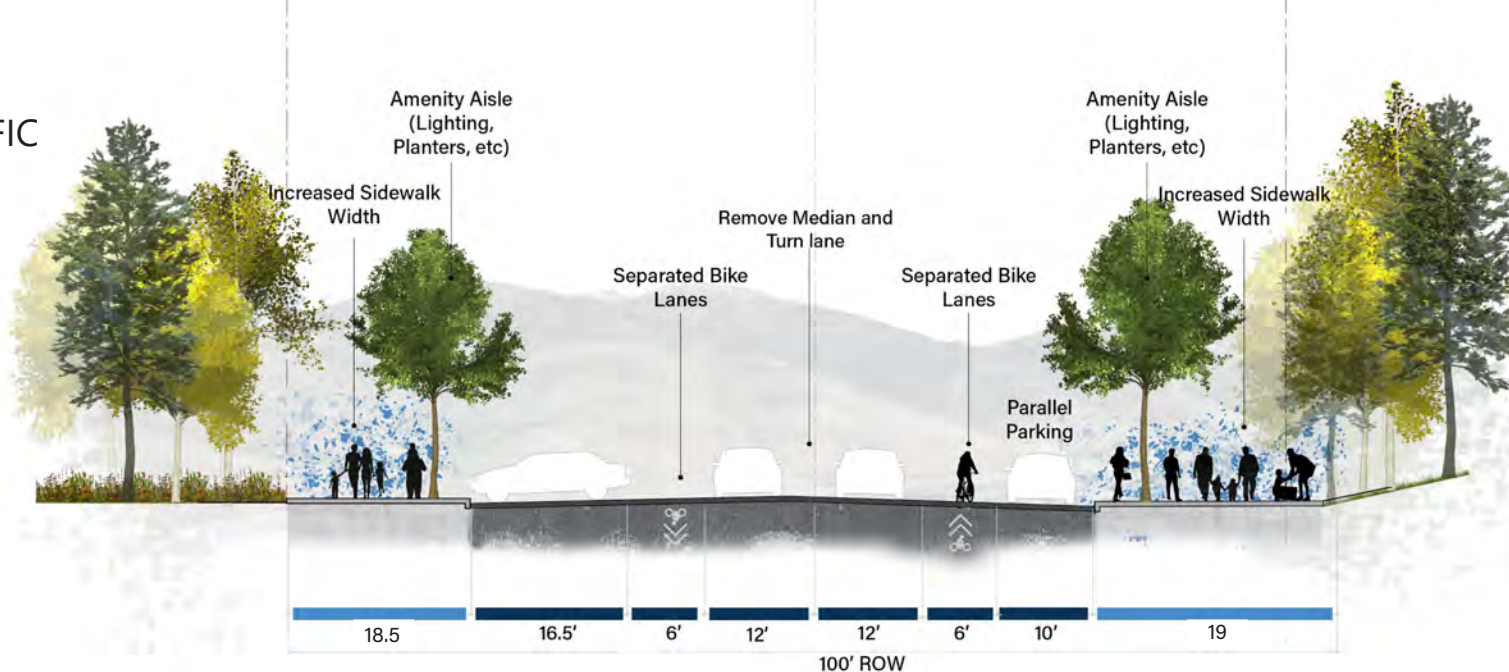 FIC
Amenity Aisle
(Lighting,
Planters, etc)
Increased Sidewalk
Width
Separated Bike
Lanes
Remove Median and
Turn lane
Separated Bike
Lanes
Parallel
Parking
Amenity Aisle
(Lighting,
Planters, etc)
Increased Sidewalk
Width
18.5 16.5' 6' 12' 12' 6' 10' 19
100' ROW